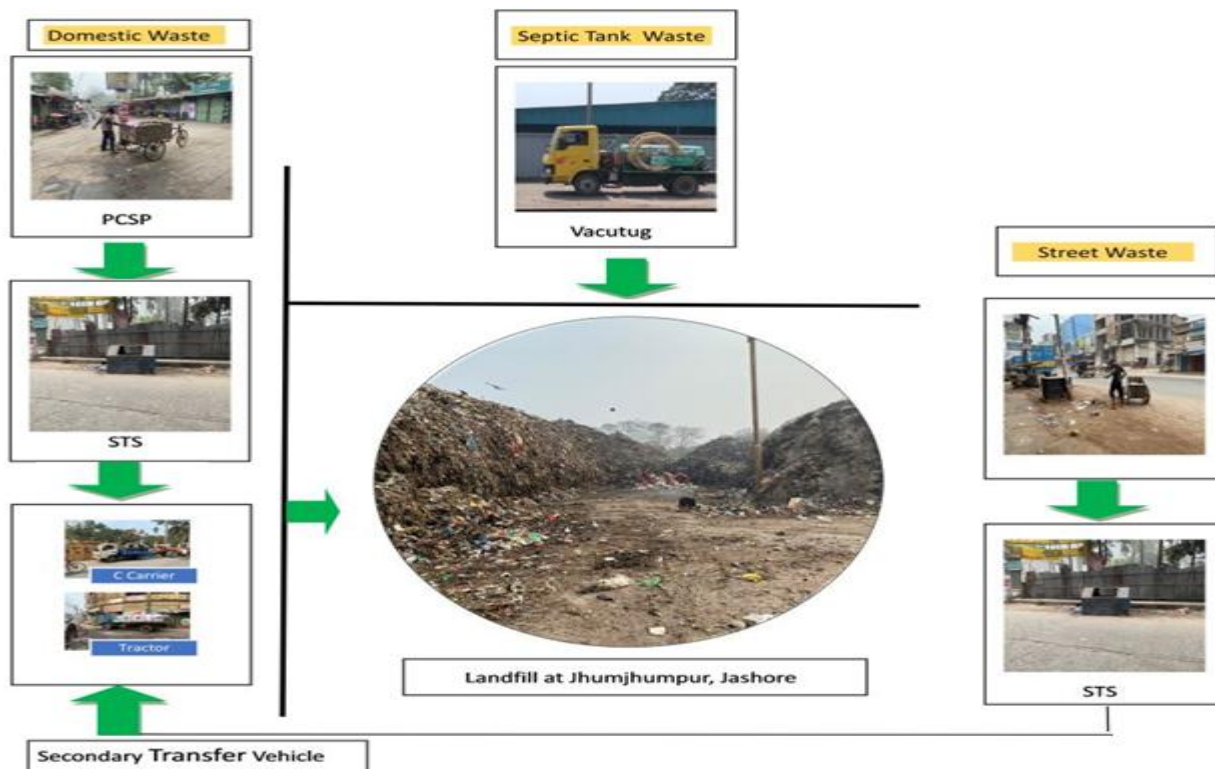 Domestic Waste
PCSP
STS
C Carrier
Tractor
Secondary Transfer Vehicle
Septic Tank Waste
Vacutug
Landfill at Jhumjhumpur, Jashore
Street Waste
STS